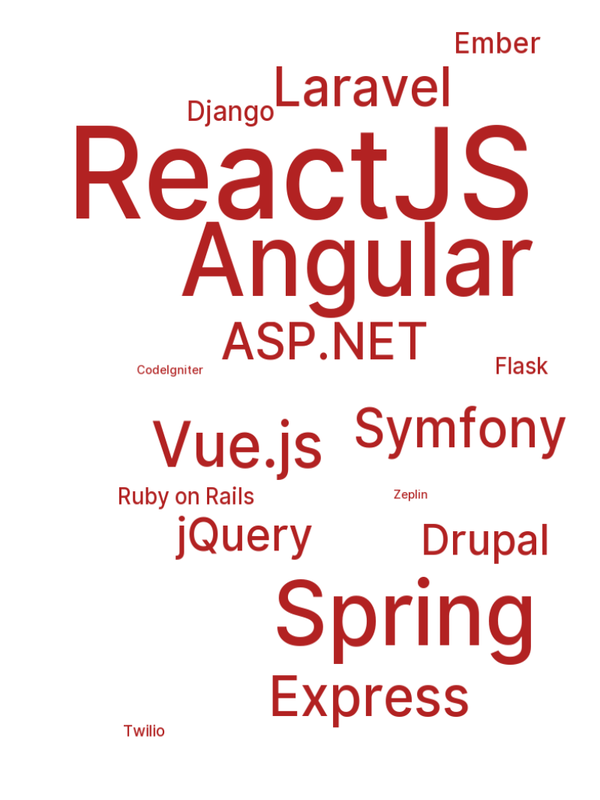 Ember
Laravel
Django
ReactJS
Angular
ASP.NET
CodeIgniter
Flask
Symfony
Vue.js
Ruby on Rails
Zeplin
jQuery
Drupal
Spring
Express
Twilio